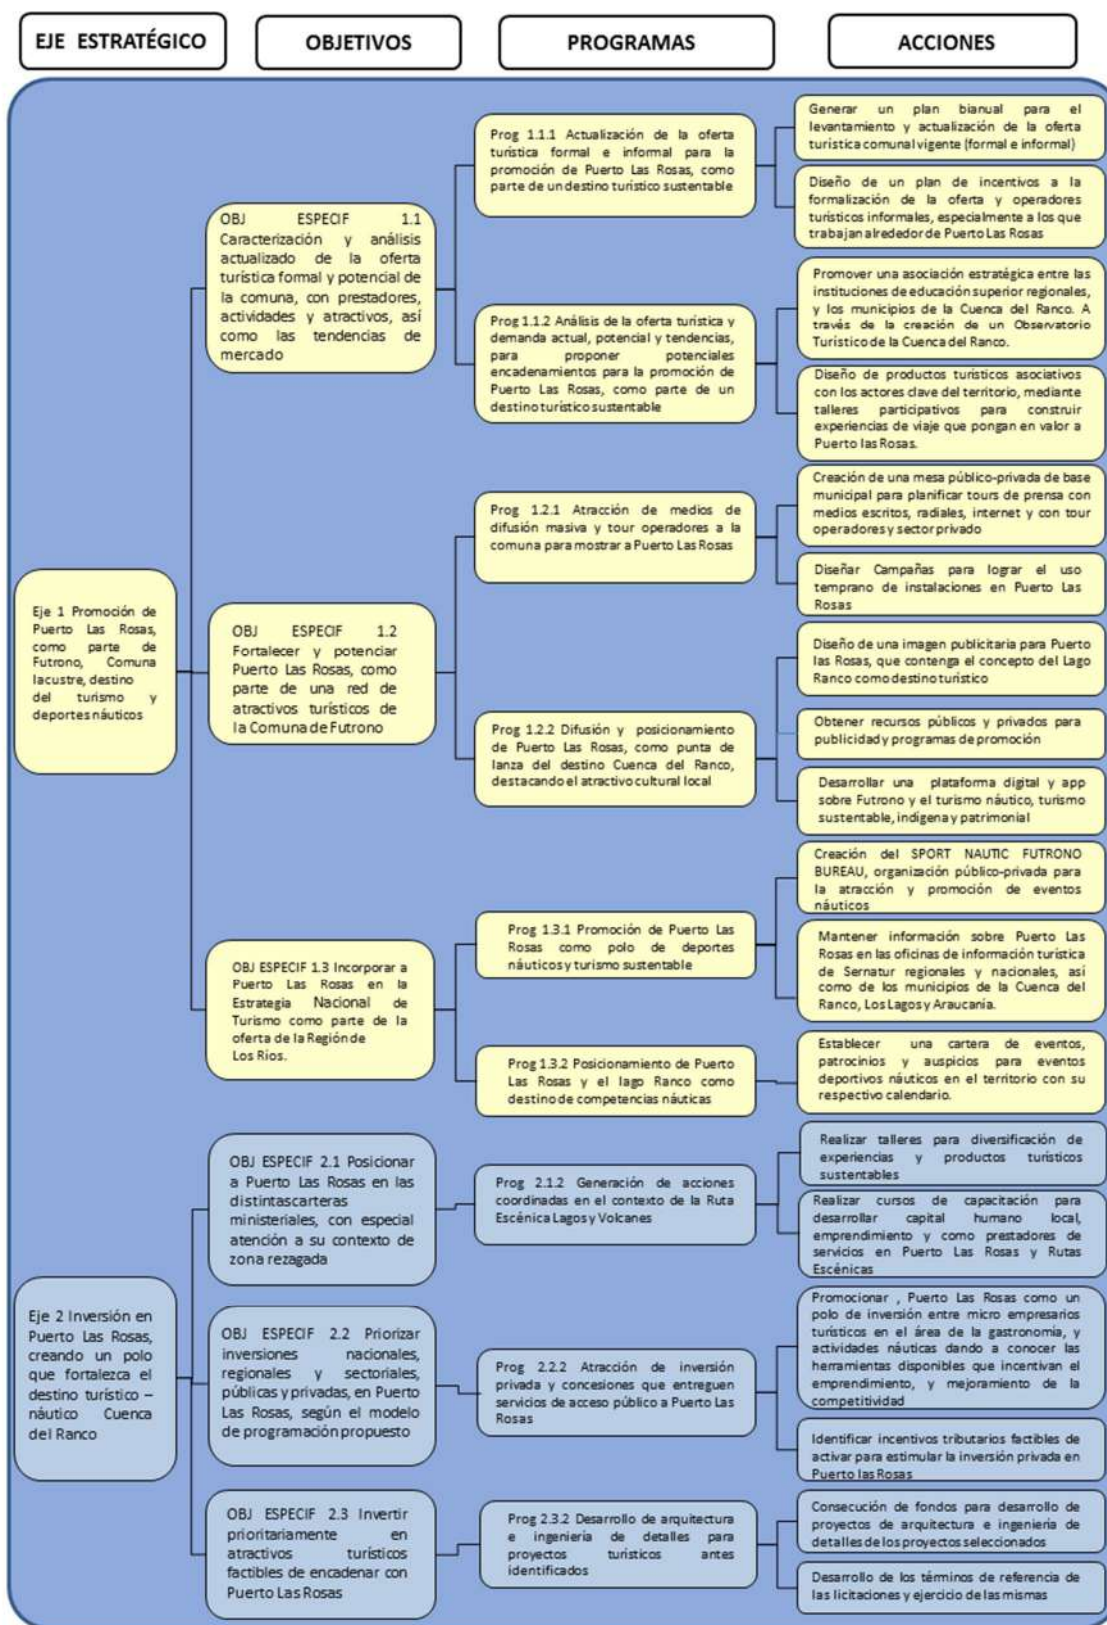 EJE ESTRATÉGICO
OBJETIVOS
PROGRAMAS
ACCIONES
Eje 1 Promoción de
Puerto Las Rosas,
como parte de
Futrono, Comuna
lacustre, destino
del turismo y
deportes náuticos
OBJ ESPECIF 1.1
Caracterización y análisis
actualizado de la oferta
turística formal y potencial de
la comuna, con prestadores,
actividades y atractivos, así
como las tendencias de
mercado
Prog 1.1.1 Actualización de la oferta
turística formal e informal para la
promoción de Puerto Las Rosas, como
parte de un destino turístico sustentable
Generar un plan bianual para el
levantamiento y actualización de la oferta
turística comunal vigente (formal e informal)
Diseño de un plan de incentivos a la
formalización de la oferta y operadores
turísticos informales, especialmente a los que
trabajan alrededor de Puerto Las Rosas
Prog 1.1.2 Análisis de la oferta turística y
demanda actual, potencial y tendencias,
para proponer potenciales
encadenamientos para la promoción de
Puerto Las Rosas, como parte de un
destino turístico sustentable
Promover una asociación estratégica entre las
instituciones de educación superior regionales,
y los municipios de la Cuenca del Ranco. A
través de la creación de un Observatorio
Turístico de la Cuenca del Ranco.
Diseño de productos turísticos asociativos
con los actores clave del territorio, mediante
talleres participativos para construir
experiencias de viaje que pongan en valor a
Puerto las Rosas.
OBJ ESPECIF 1.2
Fortalecer y potenciar
Puerto Las Rosas, como
parte de una red de
atractivos turísticos de
la Comuna de Futrono
Prog 1.2.1 Atracción de medios de
difusión masiva y tour operadores a la
comuna para mostrar a Puerto Las Rosas
Creación de una mesa público-privada de base
municipal para planificar tours de prensa con
medios escritos, radiales, internet y con tour
operadores y sector privado
Diseñar Campañas para lograr el uso
temprano de instalaciones en Puerto Las
Rosas
Prog 1.2.2 Difusión y posicionamiento
de Puerto Las Rosas, como punta de
lanza del destino Cuenca del Ranco,
destacando el atractivo cultural local
Diseño de una imagen publicitaria para Puerto
las Rosas, que contenga el concepto del Lago
Ranco como destino turístico
Obtener recursos públicos y privados para
publicidad y programas de promoción
Desarrollar una plataforma digital y app
sobre Futrono y el turismo náutico, turismo
sustentable, indígena y patrimonial
OBJ ESPECIF 1.3 Incorporar a
Puerto Las Rosas en la
Estrategia Nacional de
Turismo como parte de la
oferta de la Región de
Los Ríos.
Prog 1.3.1 Promoción de Puerto Las
Rosas como polo de deportes
náuticos y turismo sustentable
Creación del SPORT NAUTIC FUTRONO
BUREAU, organización público-privada para
la atracción y promoción de eventos
náuticos
Mantener información sobre Puerto Las
Rosas en las oficinas de información turística
de Sernatur regionales y nacionales, así
como de los municipios de la Cuenca del
Ranco, Los Lagos y Araucanía.
Prog 1.3.2 Posicionamiento de Puerto
Las Rosas y el lago Ranco como
destino de competencias náuticas
Establecer una cartera de eventos,
patrocinios y auspicios para eventos
deportivos náuticos en el territorio con su
respectivo calendario.
Eje 2 Inversión en
Puerto Las Rosas,
creando un polo
que fortalezca el
destino turístico –
náutico Cuenca
del Ranco
OBJ ESPECIF 2.1 Posicionar
a Puerto Las Rosas en las
distintascarteras
ministeriales, con especial
atención a su contexto de
zona rezagada
Prog 2.1.2 Generación de acciones
coordinadas en el contexto de la Ruta
Escénica Lagos y Volcanes
Realizar talleres para diversificación de
experiencias y productos turísticos
sustentables
Realizar cursos de capacitación para
desarrollar capital humano local,
emprendimiento y como prestadores de
servicios en Puerto Las Rosas y Rutas
Escénicas
OBJ ESPECIF 2.2 Priorizar
inversiones nacionales,
regionales y sectoriales,
públicas y privadas, en Puerto
Las Rosas, según el modelo
de programación propuesto
Prog 2.2.2 Atracción de inversión
privada y concesiones que entreguen
servicios de acceso público a Puerto Las
Rosas
Promocionar , Puerto Las Rosas como un
polo de inversión entre micro empresarios
turísticos en el área de la gastronomía, y
actividades náuticas dando a conocer las
herramientas disponibles que incentivan el
emprendimiento, y mejoramiento de la
competitividad
Identificar incentivos tributarios factibles de
activar para estimular la inversión privada en
Puerto las Rosas
OBJ ESPECIF 2.3 Invertir
prioritariamente en
atractivos turísticos
factibles de encadenar con
Puerto Las Rosas
Prog 2.3.2 Desarrollo de arquitectura
e ingeniería de detalles para
proyectos turísticos antes
identificados
Consecución de fondos para desarrollo de
proyectos de arquitectura e ingeniería de
detalles de los proyectos seleccionados
Desarrollo de los términos de referencia de
las licitaciones y ejercicio de las mismas